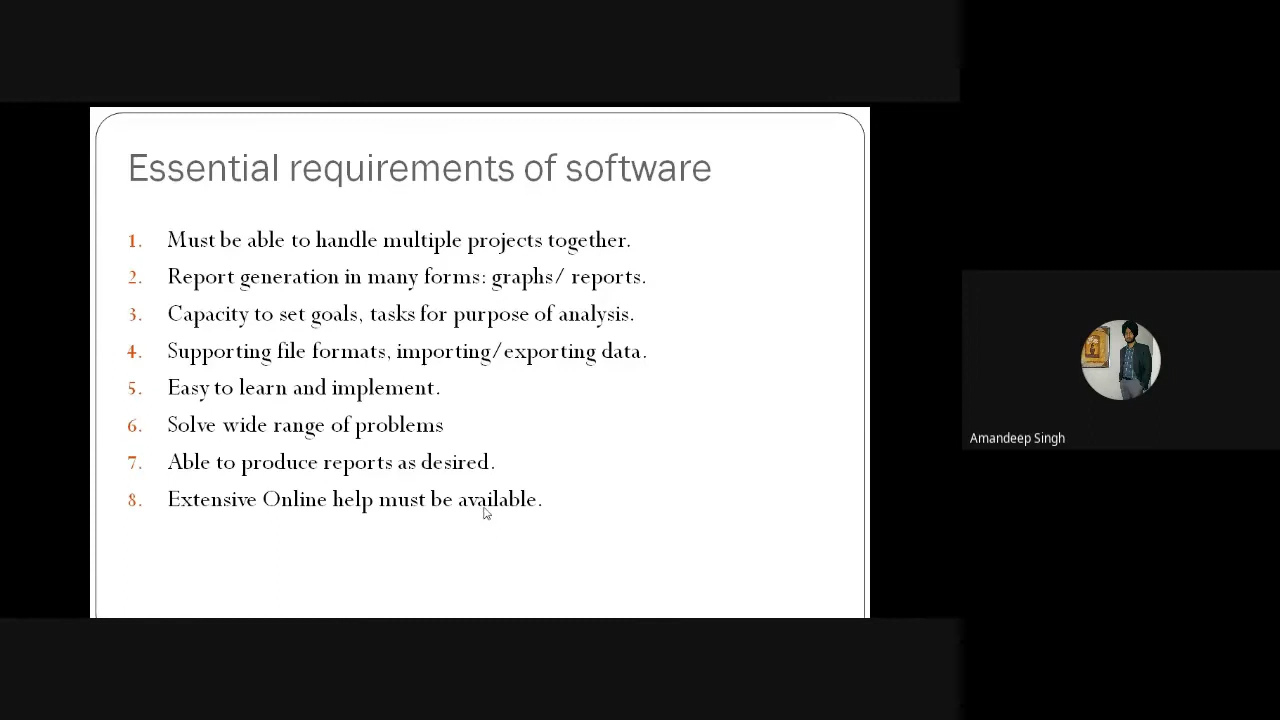 Essential requirements of software
1. Must be able to handle multiple projects together.
2. Report generation in many forms: graphs/ reports.
3. Capacity to set goals, tasks for purpose of analysis.
4. Supporting file formats, importing/exporting data.
5. Easy to learn and implement.
6. Solve wide range of problems
7. Able to produce reports as desired.
8. Extensive Online help must be available.
Amandeep Singh